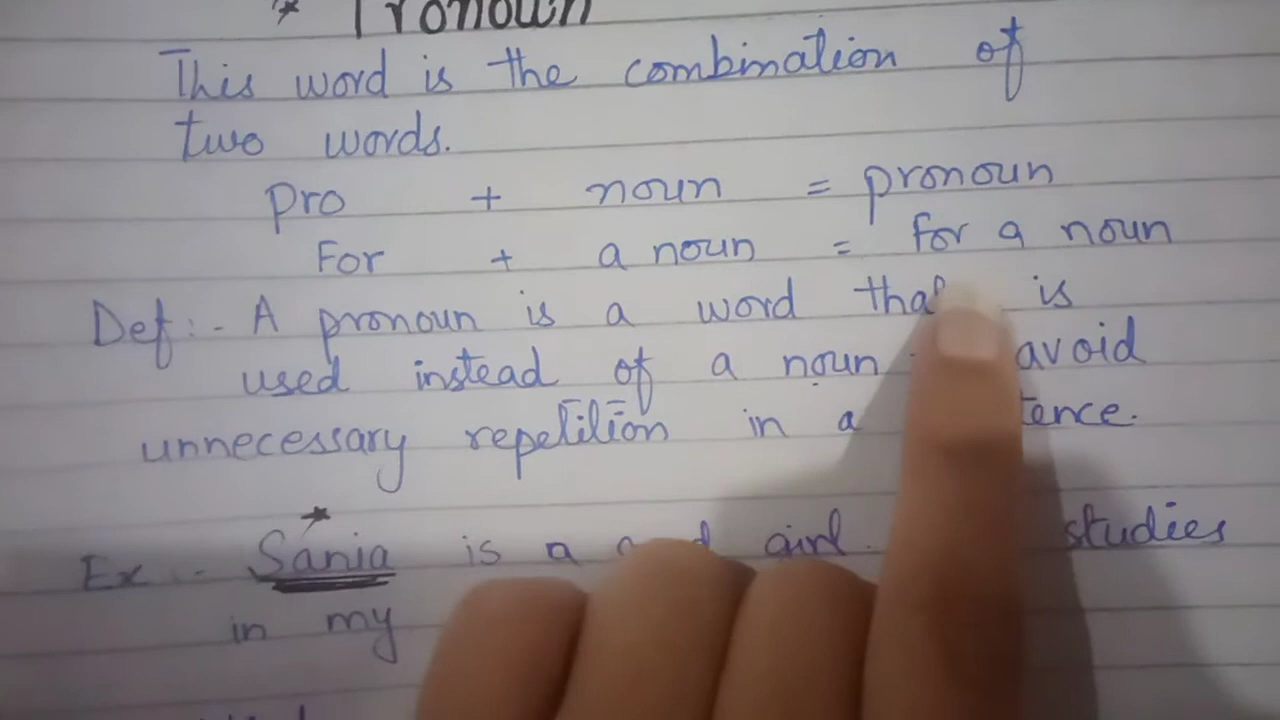 * Pronoun
This word is the combination of
two words.
Pro + noun = pronoun
For + a noun = for a noun
Def:- A pronoun is a word that is
used instead of a noun avoid
unnecessary repetition in a
Ex :- Sania is a girl. studies
in my